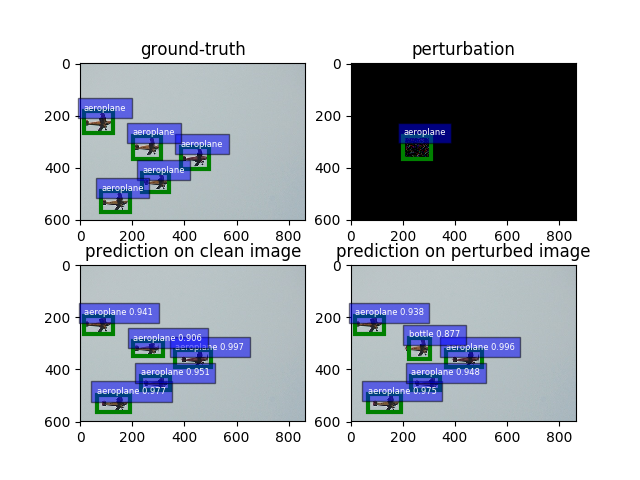 ground-truth
0
200
400
600
0
200
400
600
800
aeroplane
aeroplane
aeroplane
aeroplane
aeroplane
perturbation
0
200
400
600
0
200
400
600
800
aeroplane
prediction on clean image
0
200
400
600
0
200
400
600
800
aeroplane 0.941
aeroplane 0.906
aeroplane 0.997
aeroplane 0.951
aeroplane 0.977
prediction on perturbed image
0
200
400
600
0
200
400
600
800
aeroplane 0.938
bottle 0.877
aeroplane 0.996
aeroplane 0.948
aeroplane 0.975